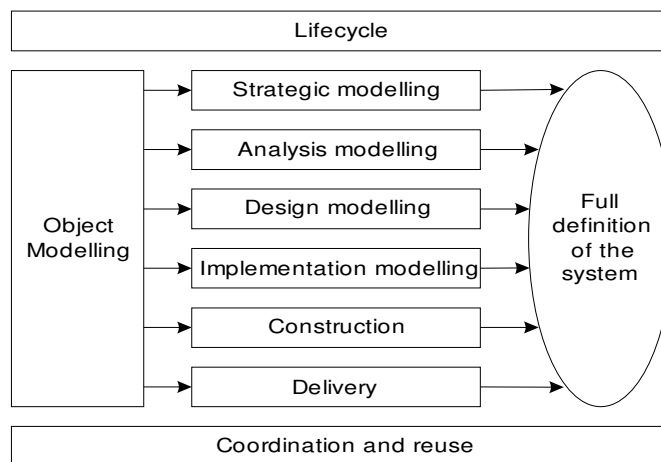 Lifecycle
Object
Modelling
Strategic modelling
Analysis modelling
Design modelling
Implementation modelling
Construction
Delivery
Full
definition
of the
system
Coordination and reuse